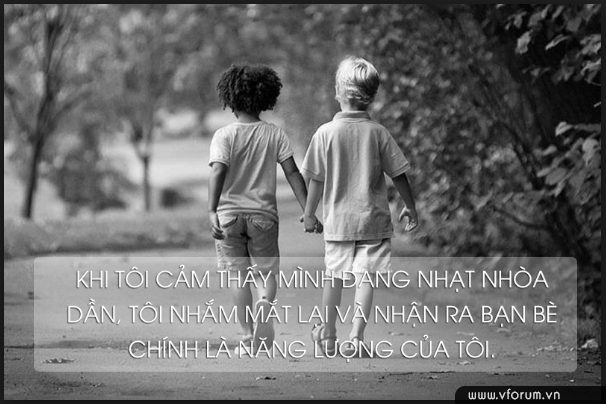 KHI TÔI CẢM THẤY MÌNH ĐANG NHẠT NHÒA
DẦN, TÔI NHẮM MẮT LẠI VÀ NHẬN RA BẠN BÈ
CHÍNH LÀ NĂNG LƯỢNG CỦA TÔI.
www.vforum.vn